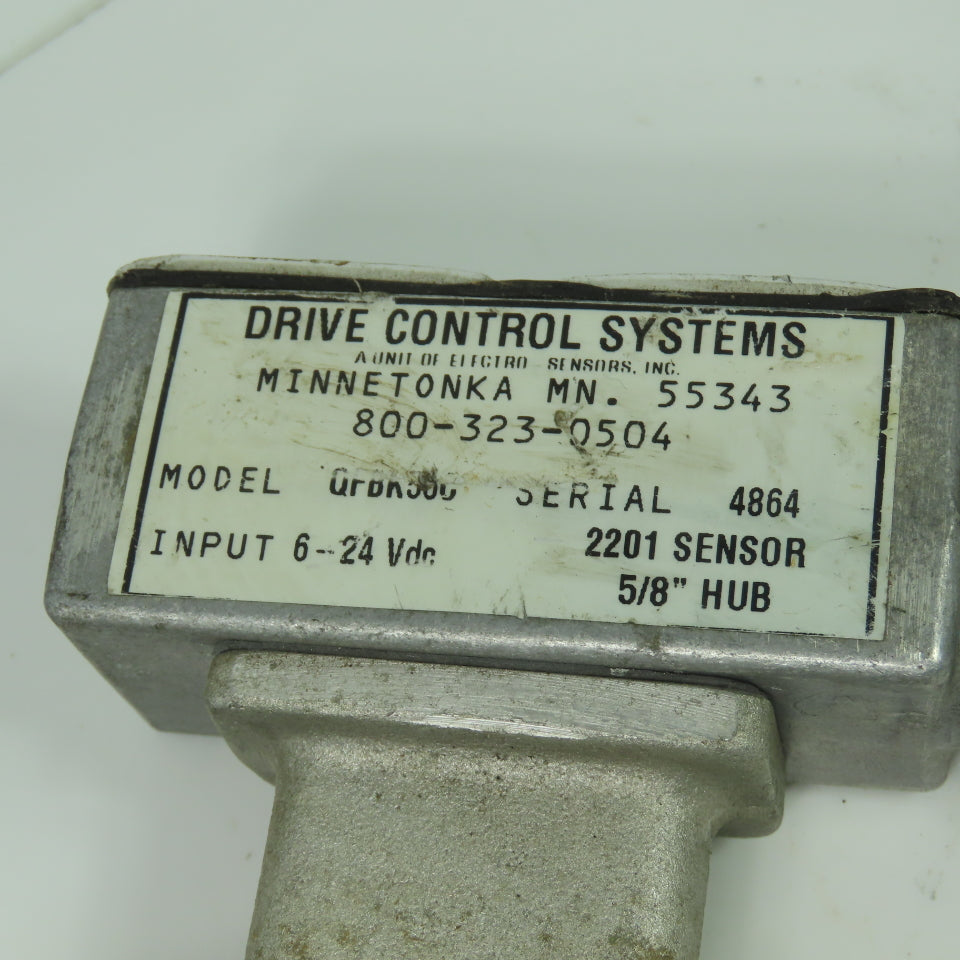 DRIVE CONTROL SYSTEMS
A UNIT OF ELECTRO SENSORS, INC.
MINNETONKA MN. 55343
800-323-0504
MODEL SERIAL 4864
INPUT 6--24 Vdc 2201 SENSOR
5/8" HUB